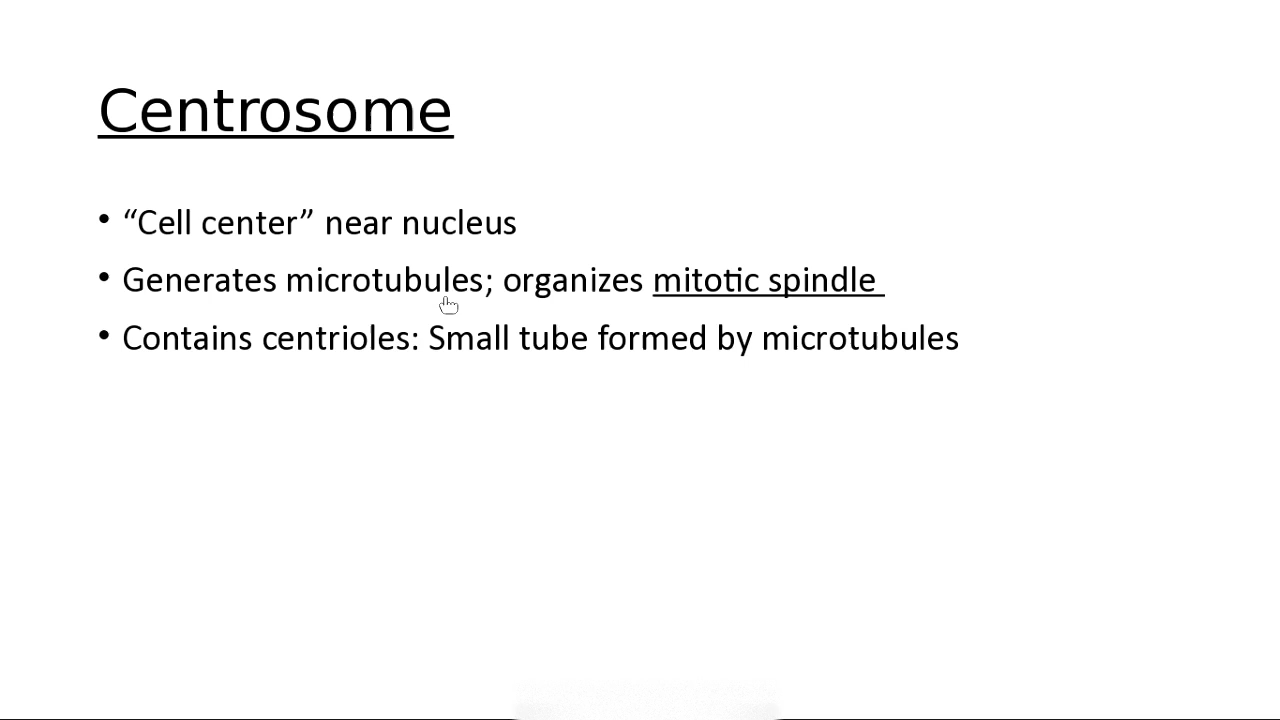 Centrosome
• “Cell center” near nucleus
• Generates microtubules; organizes mitotic spindle
• Contains centrioles: Small tube formed by microtubules